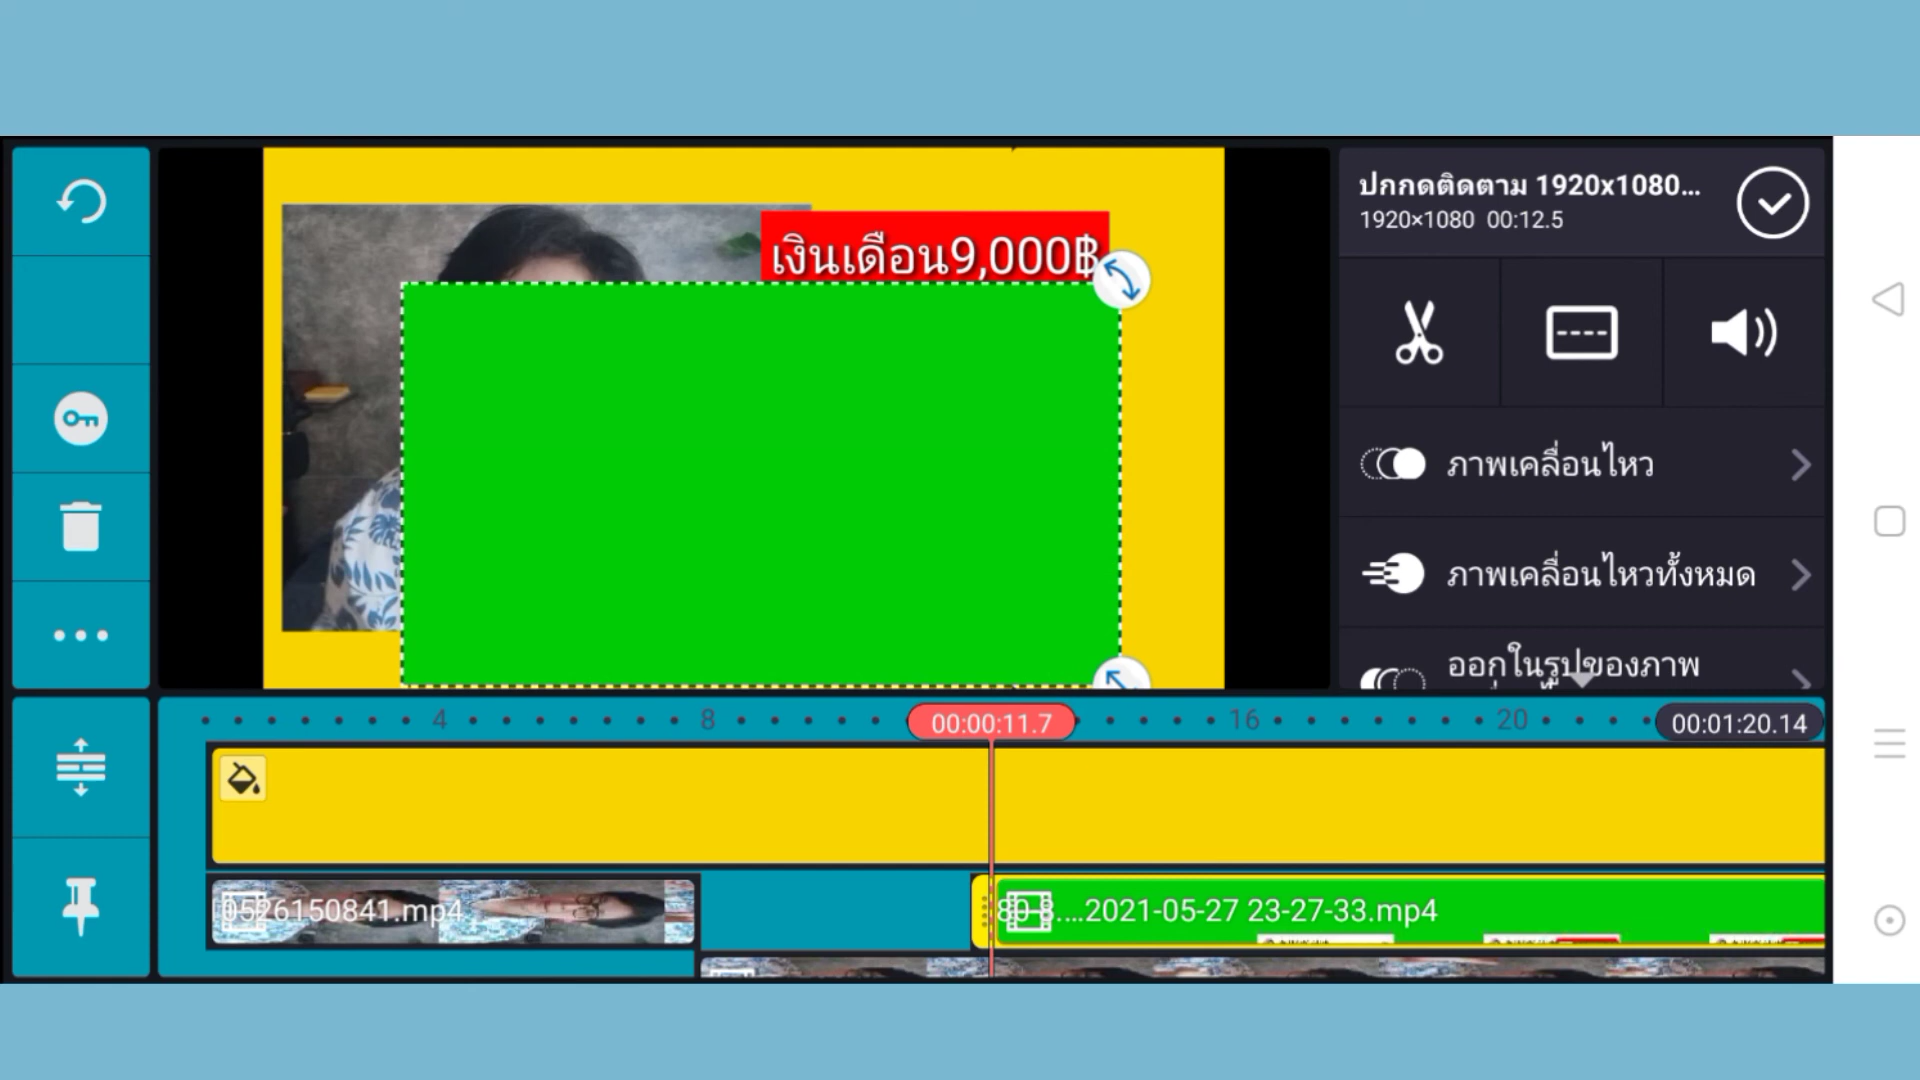 ปกกดติดตาม 1920x1080...
1920×1080 00:12.5
เงินเดือน9,000฿
ภาพเคลื่อนไหว
ภาพเคลื่อนไหวทั้งหมด
ออกในรูปของภาพ
4
8
00:00:11.7
16
20
00:01:20.14
0526150841.mp4
80-8....2021-05-27 23-27-33.mp4